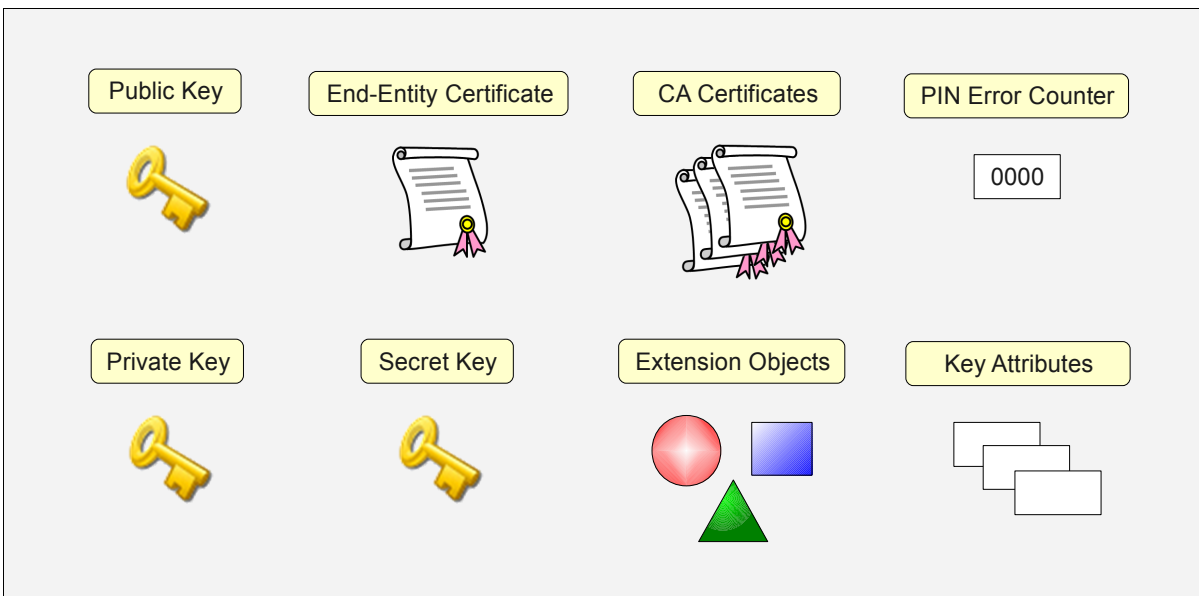 Public Key
End-Entity Certificate
CA Certificates
PIN Error Counter
0000
Private Key
Secret Key
Extension Objects
Key Attributes